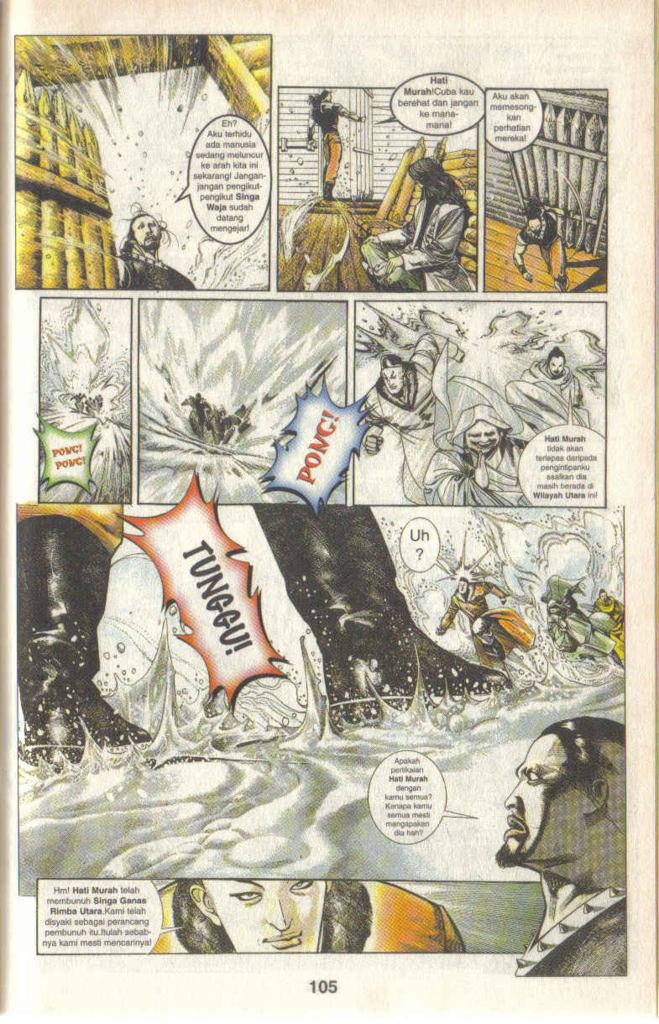 Eh?
Aku terhidu
ada manusia
sedang meluncur
ke arah kita ini
sekarang! Jangan-
jangan pengikut-
pengikut Singa
Waja sudah
datang
mengejar!
Hati
Murah!Cuba kau
berehat dan jangan
ke mana-
mana!
Aku akan
memesong-
kan
perhatian
mereka!
PONG!
PONG!
PONG!
Hati Murah
tidak akan
terlepas daripada
pengintipanku
asalkan dia
masih berada di
Wilayah Utara ini!
TUNGGU!
Uh
?
Apakah
pertikaian
Hati Murah
dengan
kamu semua?
Kenapa kamu
semua mesti
mengapakan
dia hah?
Hm! Hati Murah telah
membunuh Singa Ganas
Rimba Utara.Kami telah
disyaki sebagai perancang
pembunuh itu.Itulah sebab-
nya kami mesti mencarinya!
105